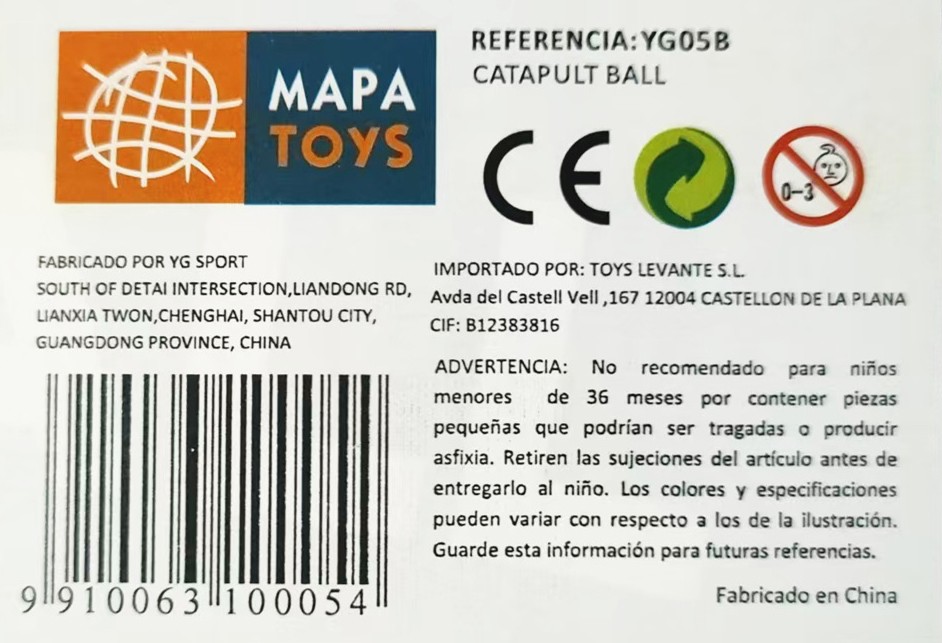 MAPA
TOYS
REFERENCIA:YG05B
CATAPULT BALL
CE
0-3
FABRICADO POR YG SPORT
SOUTH OF DETAI INTERSECTION,LIANDONG RD,
LIANXIA TWON,CHENGHAI, SHANTOU CITY,
GUANGDONG PROVINCE, CHINA
9 910063 100054
IMPORTADO POR: TOYS LEVANTE S.L.
Avda del Castell Vell ,167 12004 CASTELLON DE LA PLANA
CIF: B12383816
ADVERTENCIA: No recomendado para niños
menores de 36 meses por contener piezas
pequeñas que podrían ser tragadas o producir
asfixia. Retiren las sujeciones del artículo antes de
entregarlo al niño. Los colores y especificaciones
pueden variar con respecto a los de la ilustración.
Guarde esta información para futuras referencias.
Fabricado en China